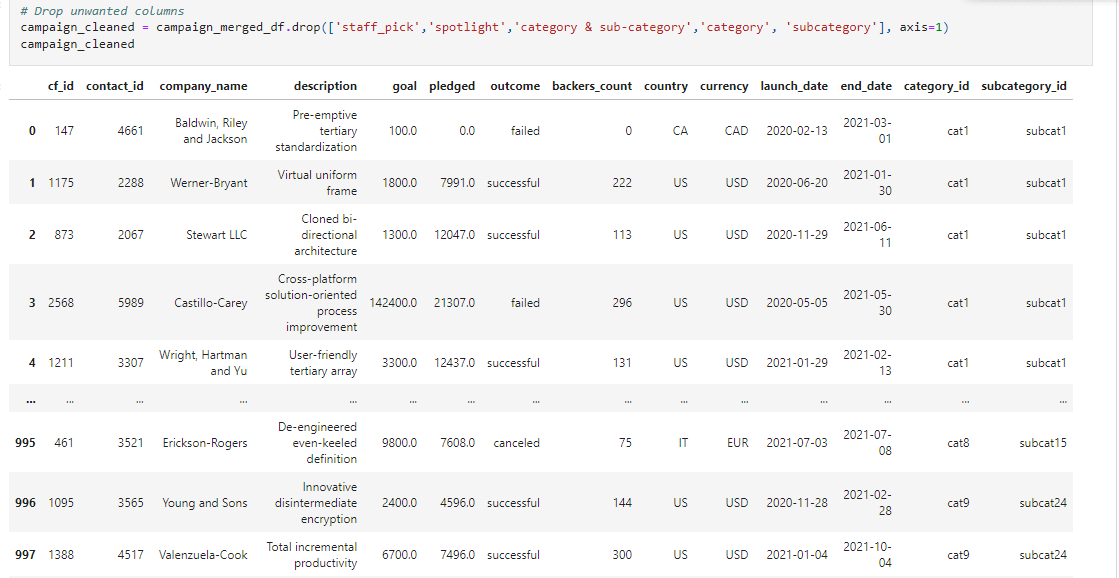 # Drop unwanted columns
campaign_cleaned = campaign_merged_df.drop(['staff_pick','spotlight','category & sub-category','category', 'subcategory'], axis=1)
campaign_cleaned
cf_id contact_id company_name description goal pledged outcome backers_count country currency launch_date end_date category_id subcategory_id
0 147 4661 Baldwin, Riley and Jackson Pre-emptive tertiary standardization 100.0 0.0 failed 0 CA CAD 2020-02-13 2021-03-01 cat1 subcat1
1 1175 2288 Werner-Bryant Virtual uniform frame 1800.0 7991.0 successful 222 US USD 2020-06-20 2021-01-30 cat1 subcat1
2 873 2067 Stewart LLC Cloned bi-directional architecture 1300.0 12047.0 successful 113 US USD 2020-11-29 2021-06-11 cat1 subcat1
3 2568 5989 Castillo-Carey Cross-platform solution-oriented process improvement 142400.0 21307.0 failed 296 US USD 2020-05-05 2021-05-30 cat1 subcat1
4 1211 3307 Wright, Hartman and Yu User-friendly tertiary array 3300.0 12437.0 successful 131 US USD 2021-01-29 2021-02-13 cat1 subcat1
... ... ... ... ... ... ... ... ... ... ... ... ... ... ...
995 461 3521 Erickson-Rogers De-engineered even-keeled definition 9800.0 7608.0 canceled 75 IT EUR 2021-07-03 2021-07-08 cat8 subcat15
996 1095 3565 Young and Sons Innovative disintermediate encryption 2400.0 4596.0 successful 144 US USD 2020-11-28 2021-02-28 cat9 subcat24
997 1388 4517 Valenzuela-Cook Total incremental productivity 6700.0 7496.0 successful 300 US USD 2021-01-04 2021-10-04 cat9 subcat24